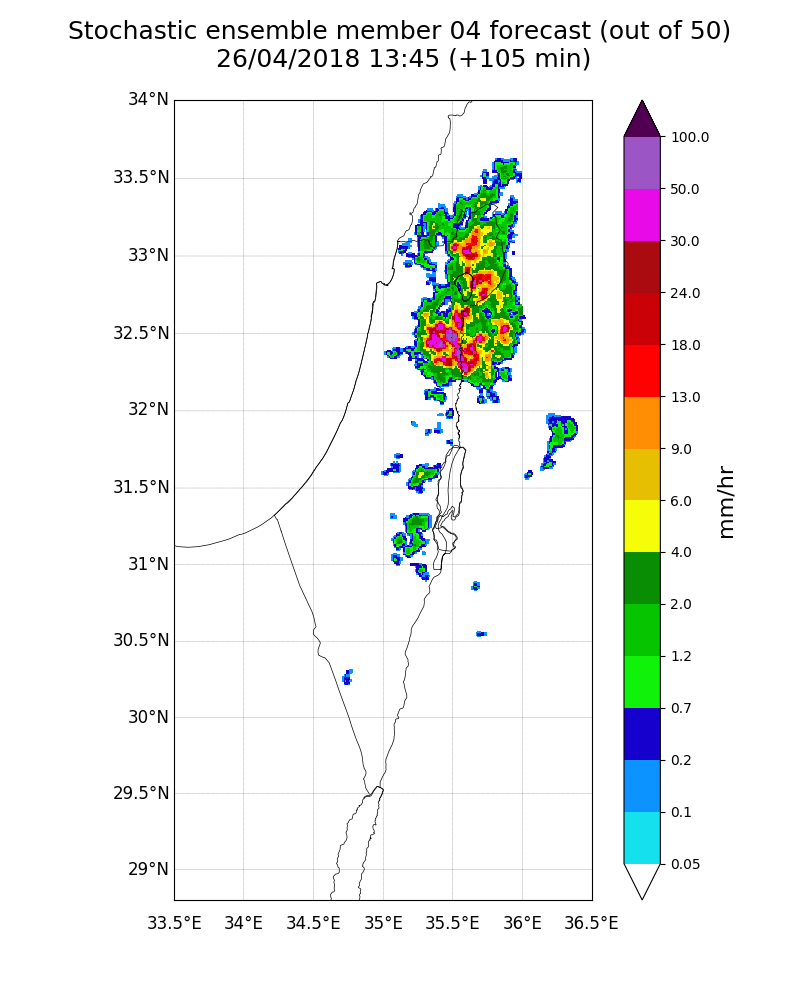 Stochastic ensemble member 04 forecast (out of 50)
26/04/2018 13:45 (+105 min)
34°N
33.5°N
33°N
32.5°N
32°N
31.5°N
31°N
30.5°N
30°N
29.5°N
29°N
33.5°E 34°E 34.5°E 35°E 35.5°E 36°E 36.5°E
100.0
50.0
30.0
24.0
18.0
13.0
9.0
6.0
4.0
2.0
1.2
0.7
0.2
0.1
0.05
mm/hr